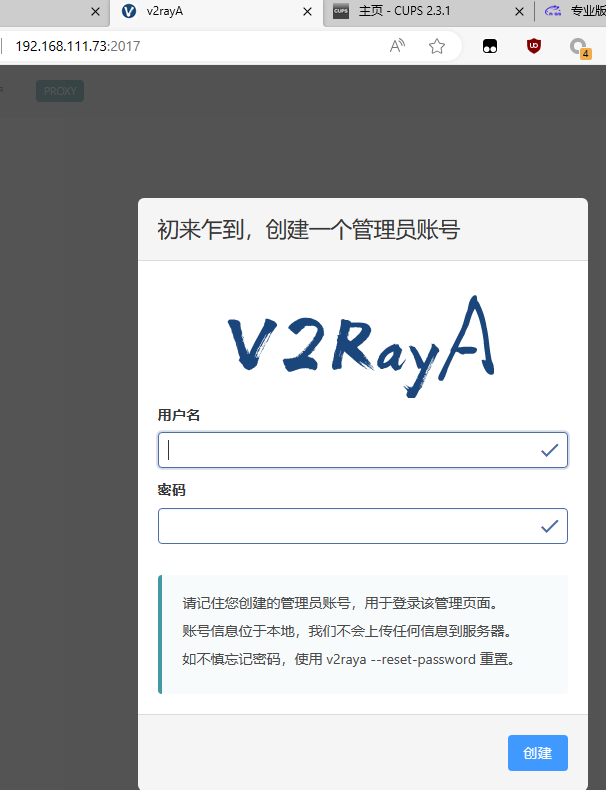 v2rayA
主页 - CUPS 2.3.1
专业版
192.168.111.73:2017
4
PROXY
初来乍到，创建一个管理员账号
V2RayA
用户名
密码
请记住您创建的管理员账号，用于登录该管理页面。
账号信息位于本地，我们不会上传任何信息到服务器。
如不慎忘记密码，使用 v2raya --reset-password 重置。
创建